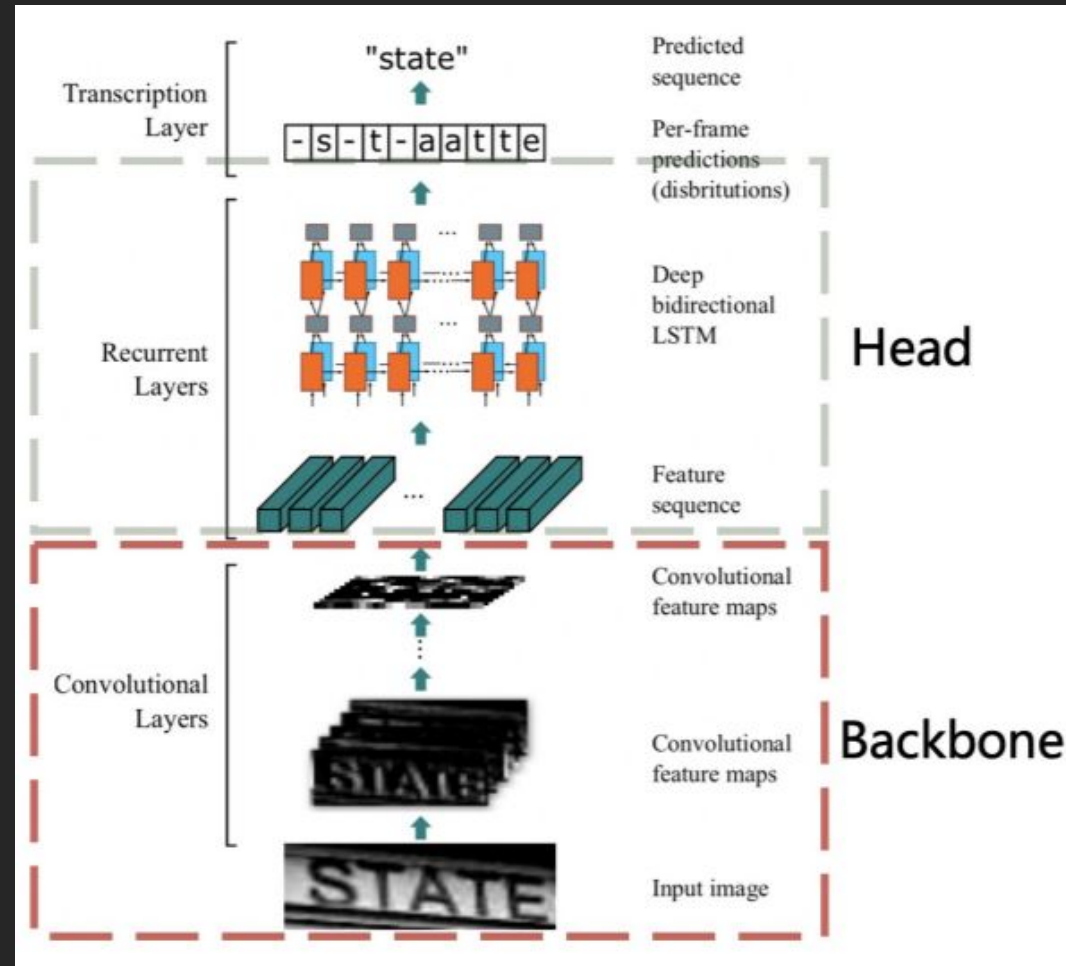 "state"
Predicted
sequence
Transcription
Layer
-s-t-aatte
Per-frame
predictions
(disbritutions)
Recurrent
Layers
...
...
Deep
bidirectional
LSTM
Head
...
Feature
sequence
Convolutional
feature maps
Convolutional
Layers
STATE
Convolutional
feature maps
Backbone
STATE
Input image